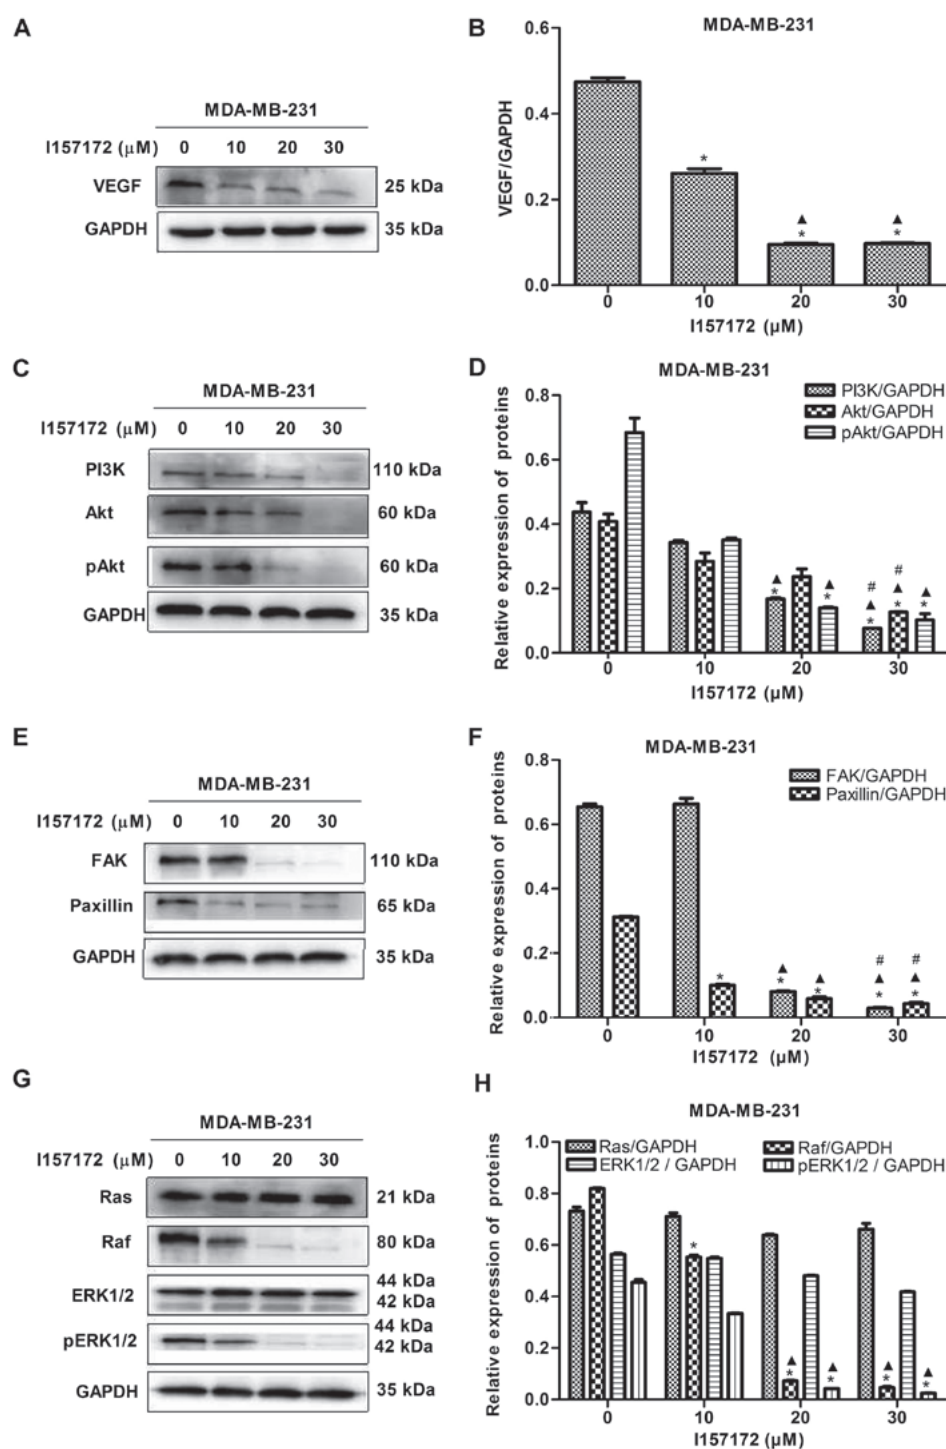 A
MDA-MB-231
I157172 (µM) 0 10 20 30
VEGF 25 kDa
GAPDH 35 kDa
B
MDA-MB-231
VEGF/GAPDH
0.6
0.4
0.2
0.0
*
▲
*
▲
*
0 10 20 30
I157172 (µM)
C
MDA-MB-231
I157172 (µM) 0 10 20 30
PI3K 110 kDa
Akt 60 kDa
pAkt 60 kDa
GAPDH 35 kDa
D
MDA-MB-231
PI3K/GAPDH
Akt/GAPDH
pAkt/GAPDH
Relative expression of proteins
0.8
0.6
0.4
0.2
0.0
# #
▲ ▲ ▲ ▲ ▲
* * * * *
0 10 20 30
I157172 (µM)
E
MDA-MB-231
I157172 (µM) 0 10 20 30
FAK 110 kDa
Paxillin 65 kDa
GAPDH 35 kDa
F
MDA-MB-231
FAK/GAPDH
Paxillin/GAPDH
Relative expression of proteins
0.8
0.6
0.4
0.2
0.0
# #
▲ ▲ ▲ ▲
* * * * *
0 10 20 30
I157172 (µM)
G
MDA-MB-231
I157172 (µM) 0 10 20 30
Ras 21 kDa
Raf 80 kDa
ERK1/2 44 kDa
42 kDa
pERK1/2 44 kDa
42 kDa
GAPDH 35 kDa
H
MDA-MB-231
Ras/GAPDH Raf/GAPDH
ERK1/2 / GAPDH pERK1/2 / GAPDH
Relative expression of proteins
1.0
0.8
0.6
0.4
0.2
0.0
*
▲ ▲ ▲ ▲
* * * *
0 10 20 30
I157172 (µM)